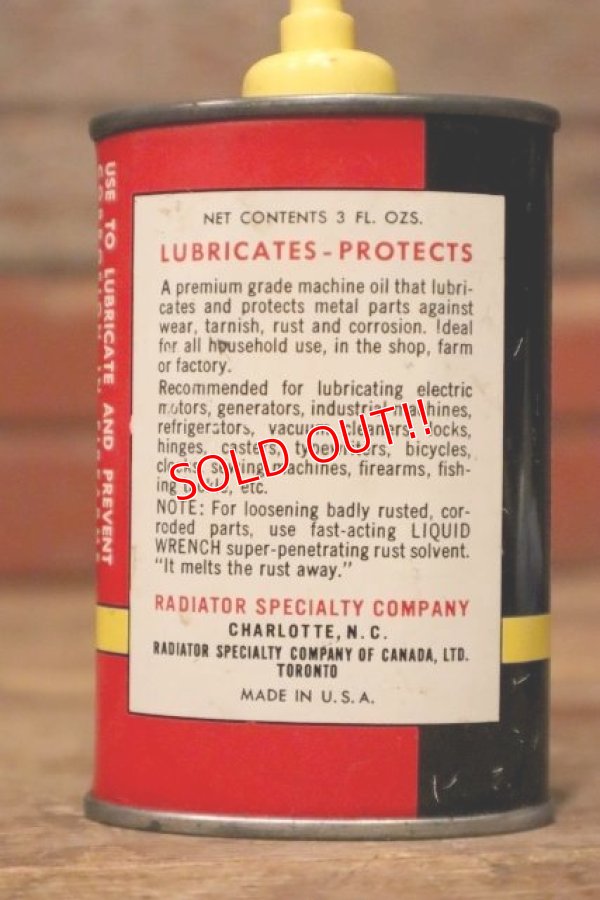 NET CONTENTS 3 FL. OZS.
LUBRICATES - PROTECTS
A premium grade machine oil that lubri-
cates and protects metal parts against
wear, tarnish, rust and corrosion. Ideal
for all household use, in the shop, farm
or factory.
Recommended for lubricating electric
motors, generators, industrial machines,
refrigerators, vacuum cleaners, locks,
hinges, casters, typewriters, bicycles,
clocks, sewing machines, firearms, fish-
ing tackle, etc.
NOTE: For loosening badly rusted, cor-
roded parts, use fast-acting LIQUID
WRENCH super-penetrating rust solvent.
"It melts the rust away."
RADIATOR SPECIALTY COMPANY
CHARLOTTE, N. C.
RADIATOR SPECIALTY COMPANY OF CANADA, LTD.
TORONTO
MADE IN U. S. A.
USE TO LUBRICATE AND PREVENT
SOLD OUT!!